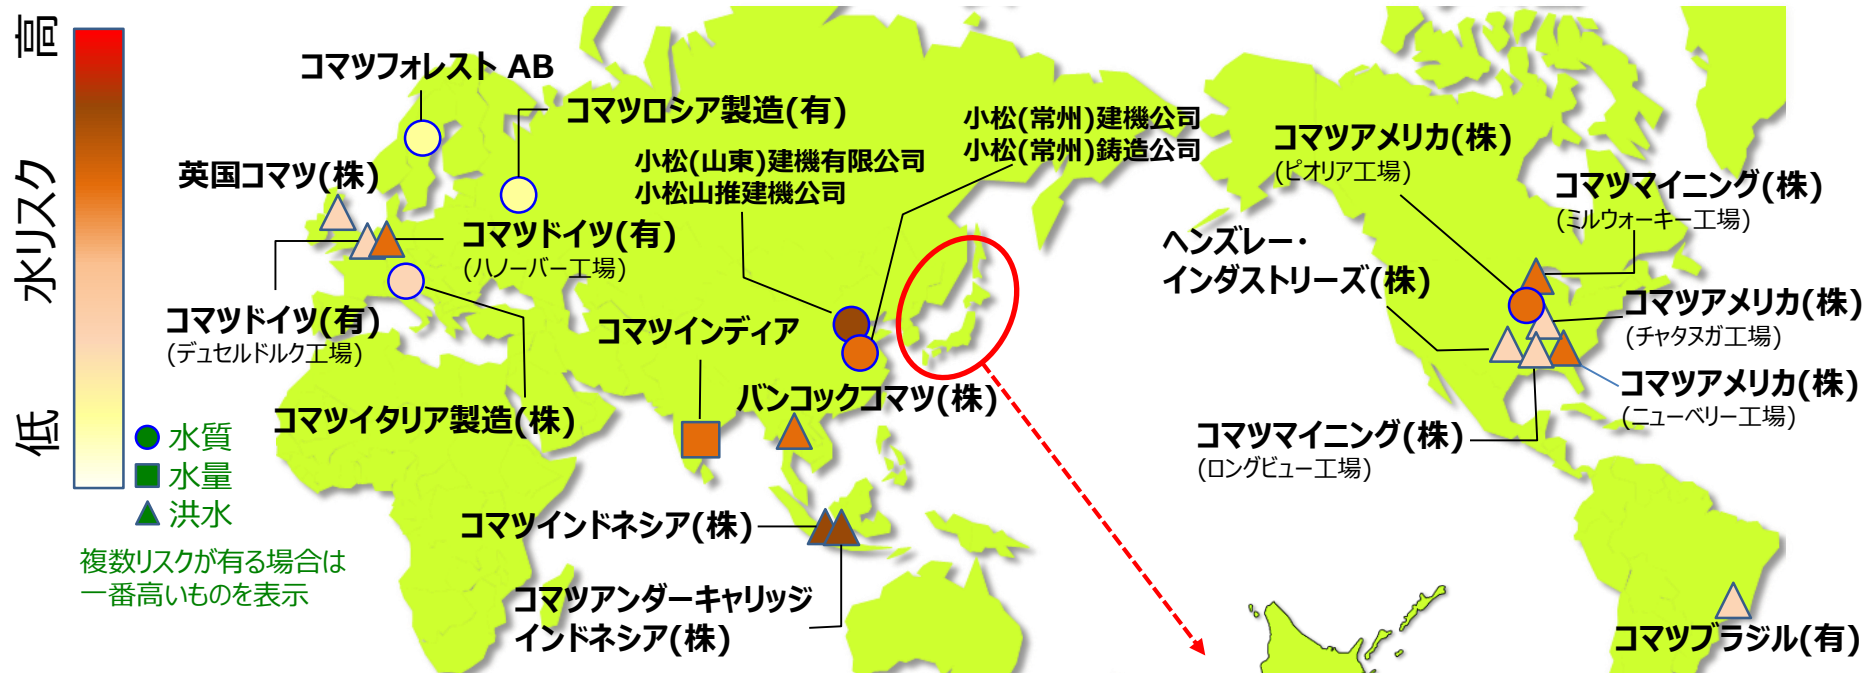 高
水リスク
低
水質
水量
洪水
複数リスクが有る場合は
一番高いものを表示
コマツフォレスト AB
コマツロシア製造(有)
英国コマツ(株)
小松(山東)建機有限公司
小松山推建機公司
小松(常州)建機公司
小松(常州)鋳造公司
コマツドイツ(有)
(ハノーバー工場)
コマツドイツ(有)
(デュセルドルク工場)
コマツイタリア製造(株)
コマツインディア
バンコックコマツ(株)
コマツインドネシア(株)
コマツアンダーキャリッジ
インドネシア(株)
コマツアメリカ(株)
(ピオリア工場)
コマツマイニング(株)
(ミルウォーキー工場)
ヘンズレー・
インダストリーズ(株)
コマツアメリカ(株)
(チャタヌガ工場)
コマツアメリカ(株)
(ニューベリー工場)
コマツマイニング(株)
(ロングビュー工場)
コマツブラジル(有)